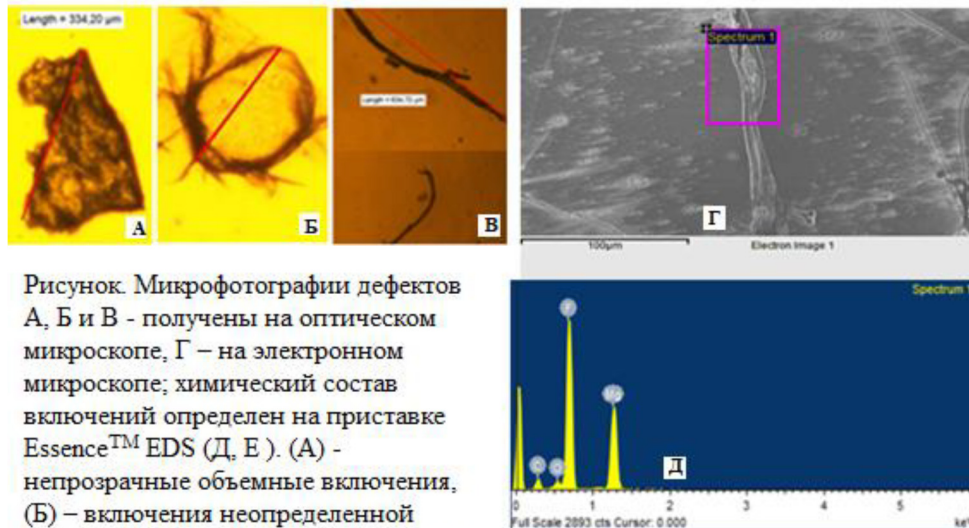 Length = 334,20 µm
А
Б
В
Spectrum 1
Г
100µm
Electron Image 1
Рисунок. Микрофотографии дефектов
А, Б и В - получены на оптическом
микроскопе, Г – на электронном
микроскопе; химический состав
включений определен на приставке
Essence™ EDS (Д, Е ). (А) -
непрозрачные объемные включения,
(Б) – включения неопределенной
Spectrum 1
F
Mg
C
O
Д
0 1 2 3 4 5 6
Full Scale 2893 cts Cursor: 0.000
keV